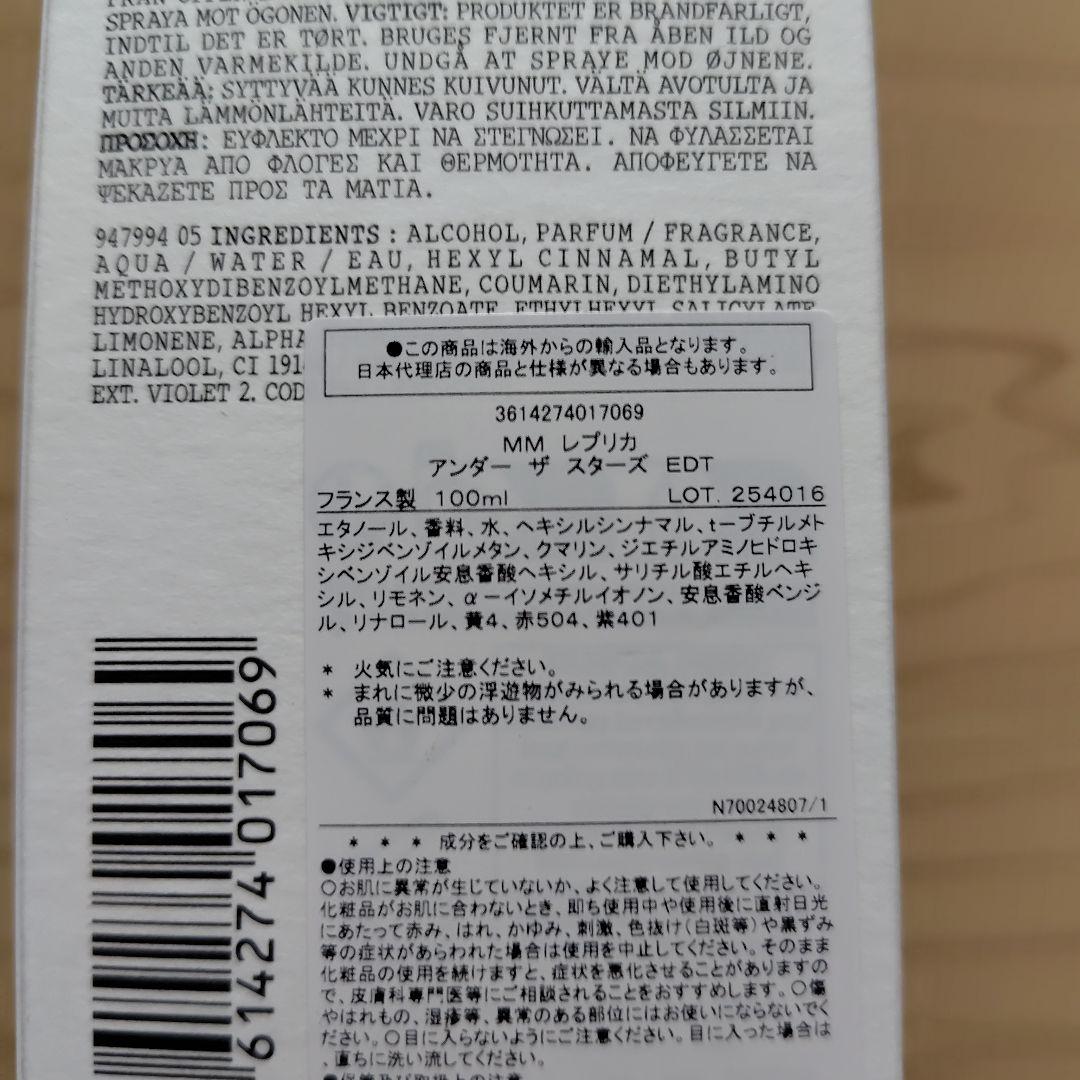 SPRAYA MOT ÖGONEN. VIGTIGT: PRODUKTET ER BRANDFARLIGT,
INDTIL DET ER TØRT. BRUGES FJERNT FRA ÅBEN ILD OG
ANDEN VARMEKILDE. UNDGÅ AT SPRAYE MOD ØJNENE.
TÄRKEÄÄ: SYTTYVÄÄ KUNNES KUIVUNUT. VÄLTÄ AVOTULTA JA
MUITA LÄMMÖNLÄHTEITÄ. VARO SUIHKUTTAMASTA SILMIIN.
ΠΡΟΣΟΧΗ: ΕΥΦΛΕΚΤΟ ΜΕΧΡΙ ΝΑ ΣΤΕΓΝΩΣΕΙ. ΝΑ ΦΥΛΑΣΣΕΤΑΙ
ΜΑΚΡΥΑ ΑΠΟ ΦΛΟΓΕΣ ΚΑΙ ΘΕΡΜΟΤΗΤΑ. ΑΠΟΦΕΥΓΕΤΕ ΝΑ
ΨΕΚΑΖΕΤΕ ΠΡΟΣ ΤΑ ΜΑΤΙΑ.
947994 05 INGREDIENTS : ALCOHOL, PARFUM / FRAGRANCE,
AQUA / WATER / EAU, HEXYL CINNAMAL, BUTYL
METHOXYDIBENZOYLMETHANE, COUMARIN, DIETHYLAMINO
HYDROXYBENZOYL HEXYL BENZOATE, ETHYLHEXYL SALICYLATE
LIMONENE, ALPHA
LINALOOL, CI 191
EXT. VIOLET 2. COD
●この商品は海外からの輸入品となります。
日本代理店の商品と仕様が異なる場合もあります。
3614274017069
MM レプリカ
アンダー ザ スターズ EDT
フランス製 100ml LOT. 254016
エタノール、香料、水、ヘキシルシンナマル、t-ブチルメト
キシジベンゾイルメタン、クマリン、ジエチルアミノヒドロキ
シベンゾイル安息香酸ヘキシル、サリチル酸エチルヘキ
シル、リモネン、α-イソメチルイオノン、安息香酸ベンジ
ル、リナロール、黄4、赤504、紫401
* 火気にご注意ください。
* まれに微少の浮遊物がみられる場合がありますが、
品質に問題はありません。
N70024807/1
* * * 成分をご確認の上、ご購入下さい。 * * *
●使用上の注意
○お肌に異常が生じていないか、よく注意して使用してください。
化粧品がお肌に合わないとき、即ち使用中や使用後に直射日光
にあたって赤み、はれ、かゆみ、刺激、色抜け(白斑等)や黒ずみ
等の症状があらわれた場合は使用を中止してください。そのまま
化粧品の使用を続けますと、症状を悪化させることがありますの
で、皮膚科専門医等にご相談されることをおすすめします。○傷
やはれもの、湿疹等、異常のある部位にはお使いにならないでく
ださい。○目に入らないようにご注意ください。目に入った場合は
、直ちに洗い流してください。
●保管及び取扱上の注意
614274 017069